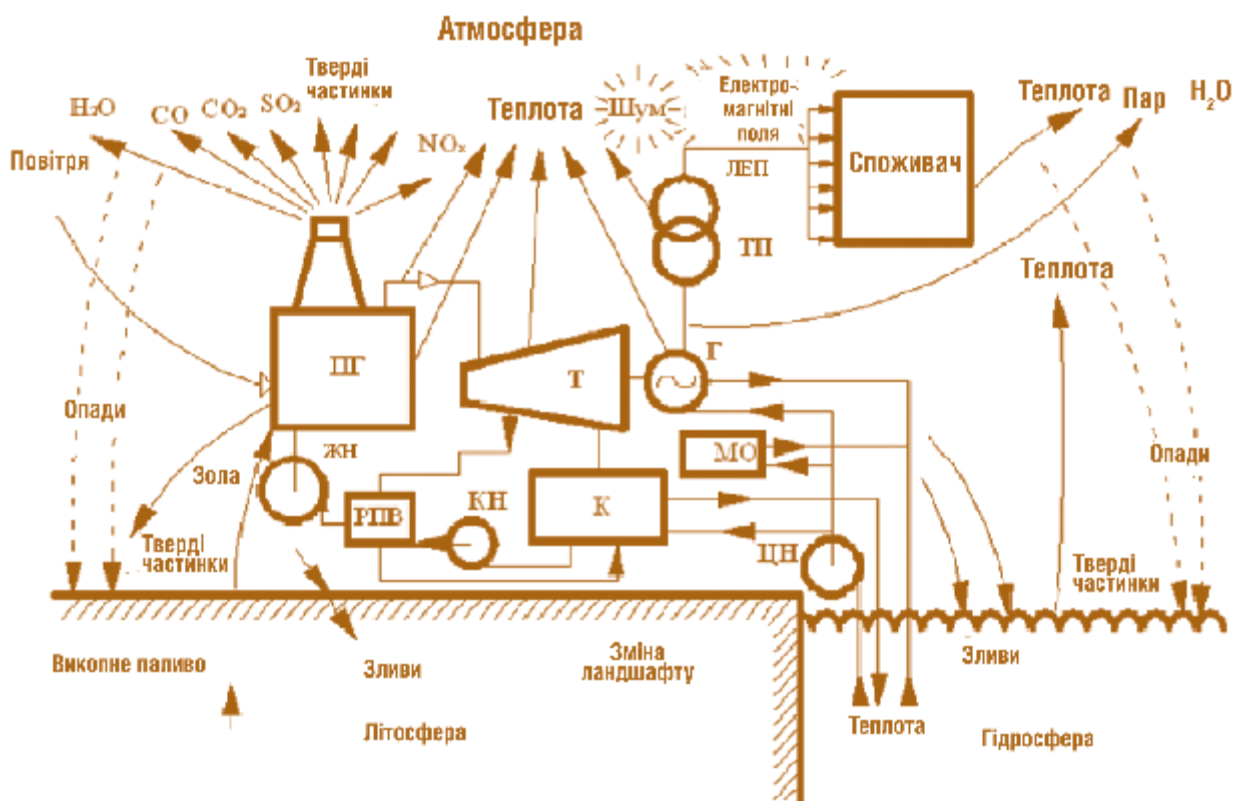 Атмосфера
Тверді
частинки
H₂O
CO
CO₂
SO₂
NOₓ
Теплота
Шум
Електро-
магнітні
поля
Теплота
Пар
H₂O
Повітря
ЛЕП
Споживач
ТП
Теплота
ПГ
Т
Г
Опади
Зола
ЖН
РПВ
КН
К
МО
ЦН
Опади
Тверді
частинки
Тверді
частинки
Викопне паливо
Зливи
Зміна
ландшафту
Зливи
Літосфера
Теплота
Гідросфера